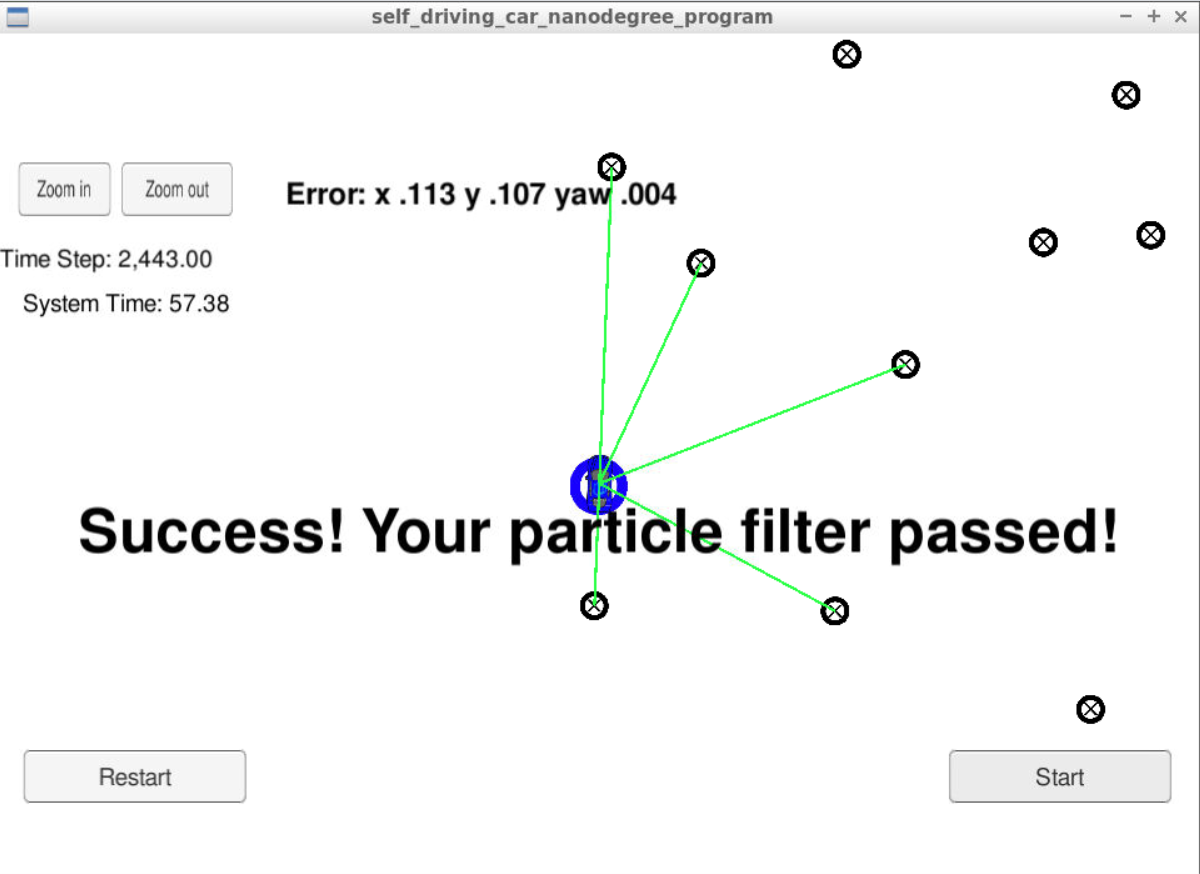 self_driving_car_nanodegree_program
Zoom in
Zoom out
Error: x .113 y .107 yaw .004
Time Step: 2,443.00
System Time: 57.38
Success! Your particle filter passed!
Restart
Start